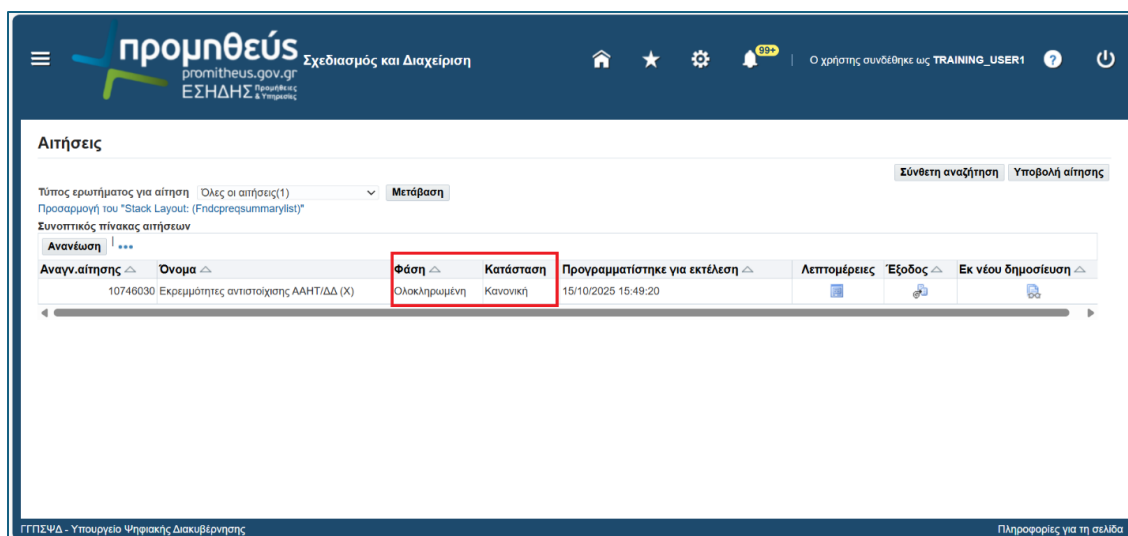 προμηθεύς
promitheus.gov.gr
ΕΣΗΔΗΣ Προμήθειες & Υπηρεσίες
Σχεδιασμός και Διαχείριση
99+
Ο χρήστης συνδέθηκε ως TRAINING_USER1
?
Αιτήσεις
Σύνθετη αναζήτηση Υποβολή αίτησης
Τύπος ερωτήματος για αίτηση Όλες οι αιτήσεις(1) Μετάβαση
Προσαρμογή του "Stack Layout: (Fndcpreqsummarylist)"
Συνοπτικός πίνακας αιτήσεων
Ανανέωση
Αναγν.αίτησης Όνομα Φάση Κατάσταση Προγραμματίστηκε για εκτέλεση Λεπτομέρειες Έξοδος Εκ νέου δημοσίευση
10746030 Εκρεμμότητες αντιστοίχισης ΑΑΗΤ/ΔΔ (X) Ολοκληρωμένη Κανονική 15/10/2025 15:49:20
ΓΓΠΣΨΔ - Υπουργείο Ψηφιακής Διακυβέρνησης Πληροφορίες για τη σελίδα